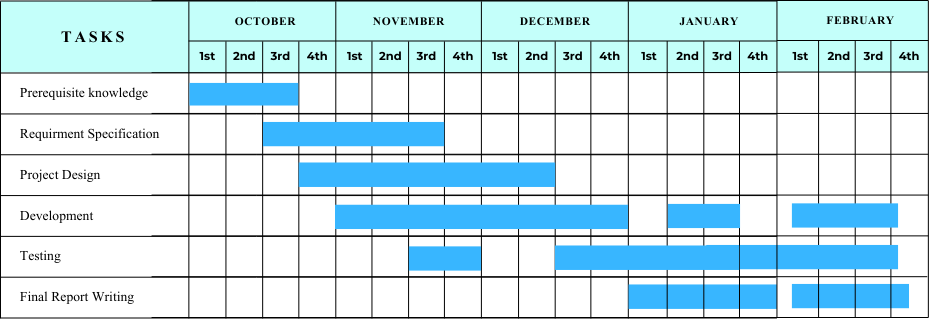 TASKS
OCTOBER NOVEMBER DECEMBER JANUARY FEBRUARY
1st 2nd 3rd 4th 1st 2nd 3rd 4th 1st 2nd 3rd 4th 1st 2nd 3rd 4th 1st 2nd 3rd 4th
Prerequisite knowledge
Requirment Specification
Project Design
Development
Testing
Final Report Writing